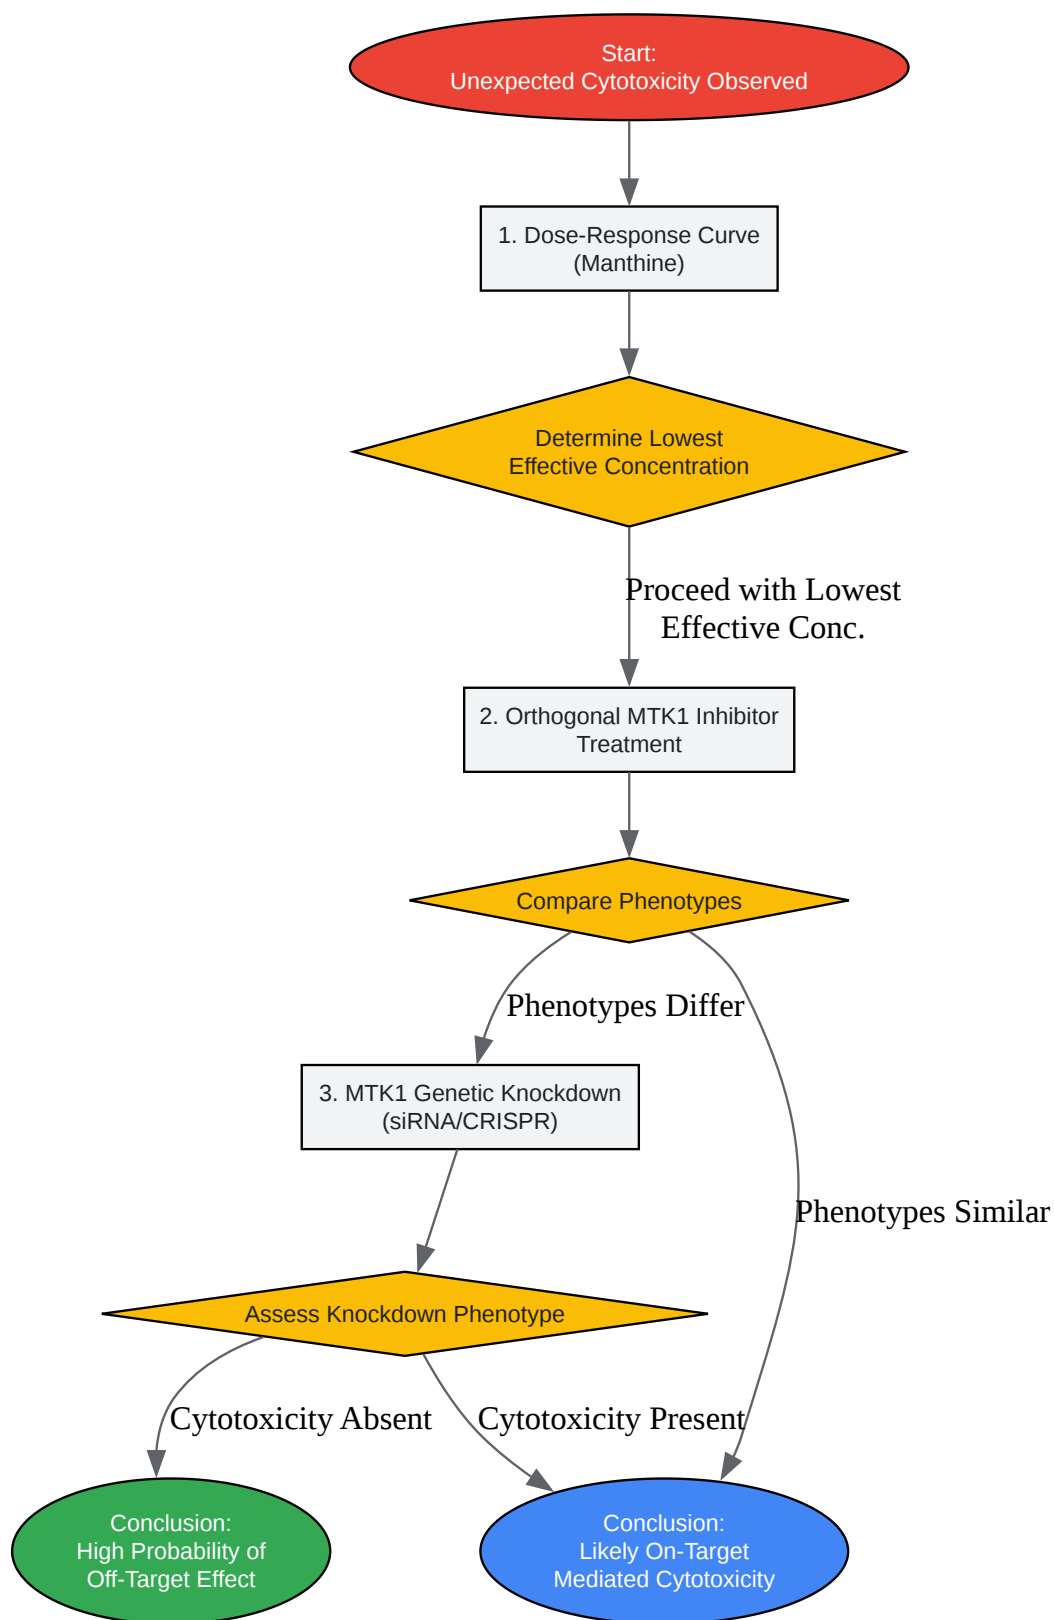 Start:
Unexpected Cytotoxicity Observed
1. Dose-Response Curve
(Manthine)
Determine Lowest
Effective Concentration
Proceed with Lowest
Effective Conc.
2. Orthogonal MTK1 Inhibitor
Treatment
Compare Phenotypes
Phenotypes Differ
3. MTK1 Genetic Knockdown
(siRNA/CRISPR)
Phenotypes Similar
Assess Knockdown Phenotype
Cytotoxicity Absent
Cytotoxicity Present
Conclusion:
High Probability of
Off-Target Effect
Conclusion:
Likely On-Target
Mediated Cytotoxicity